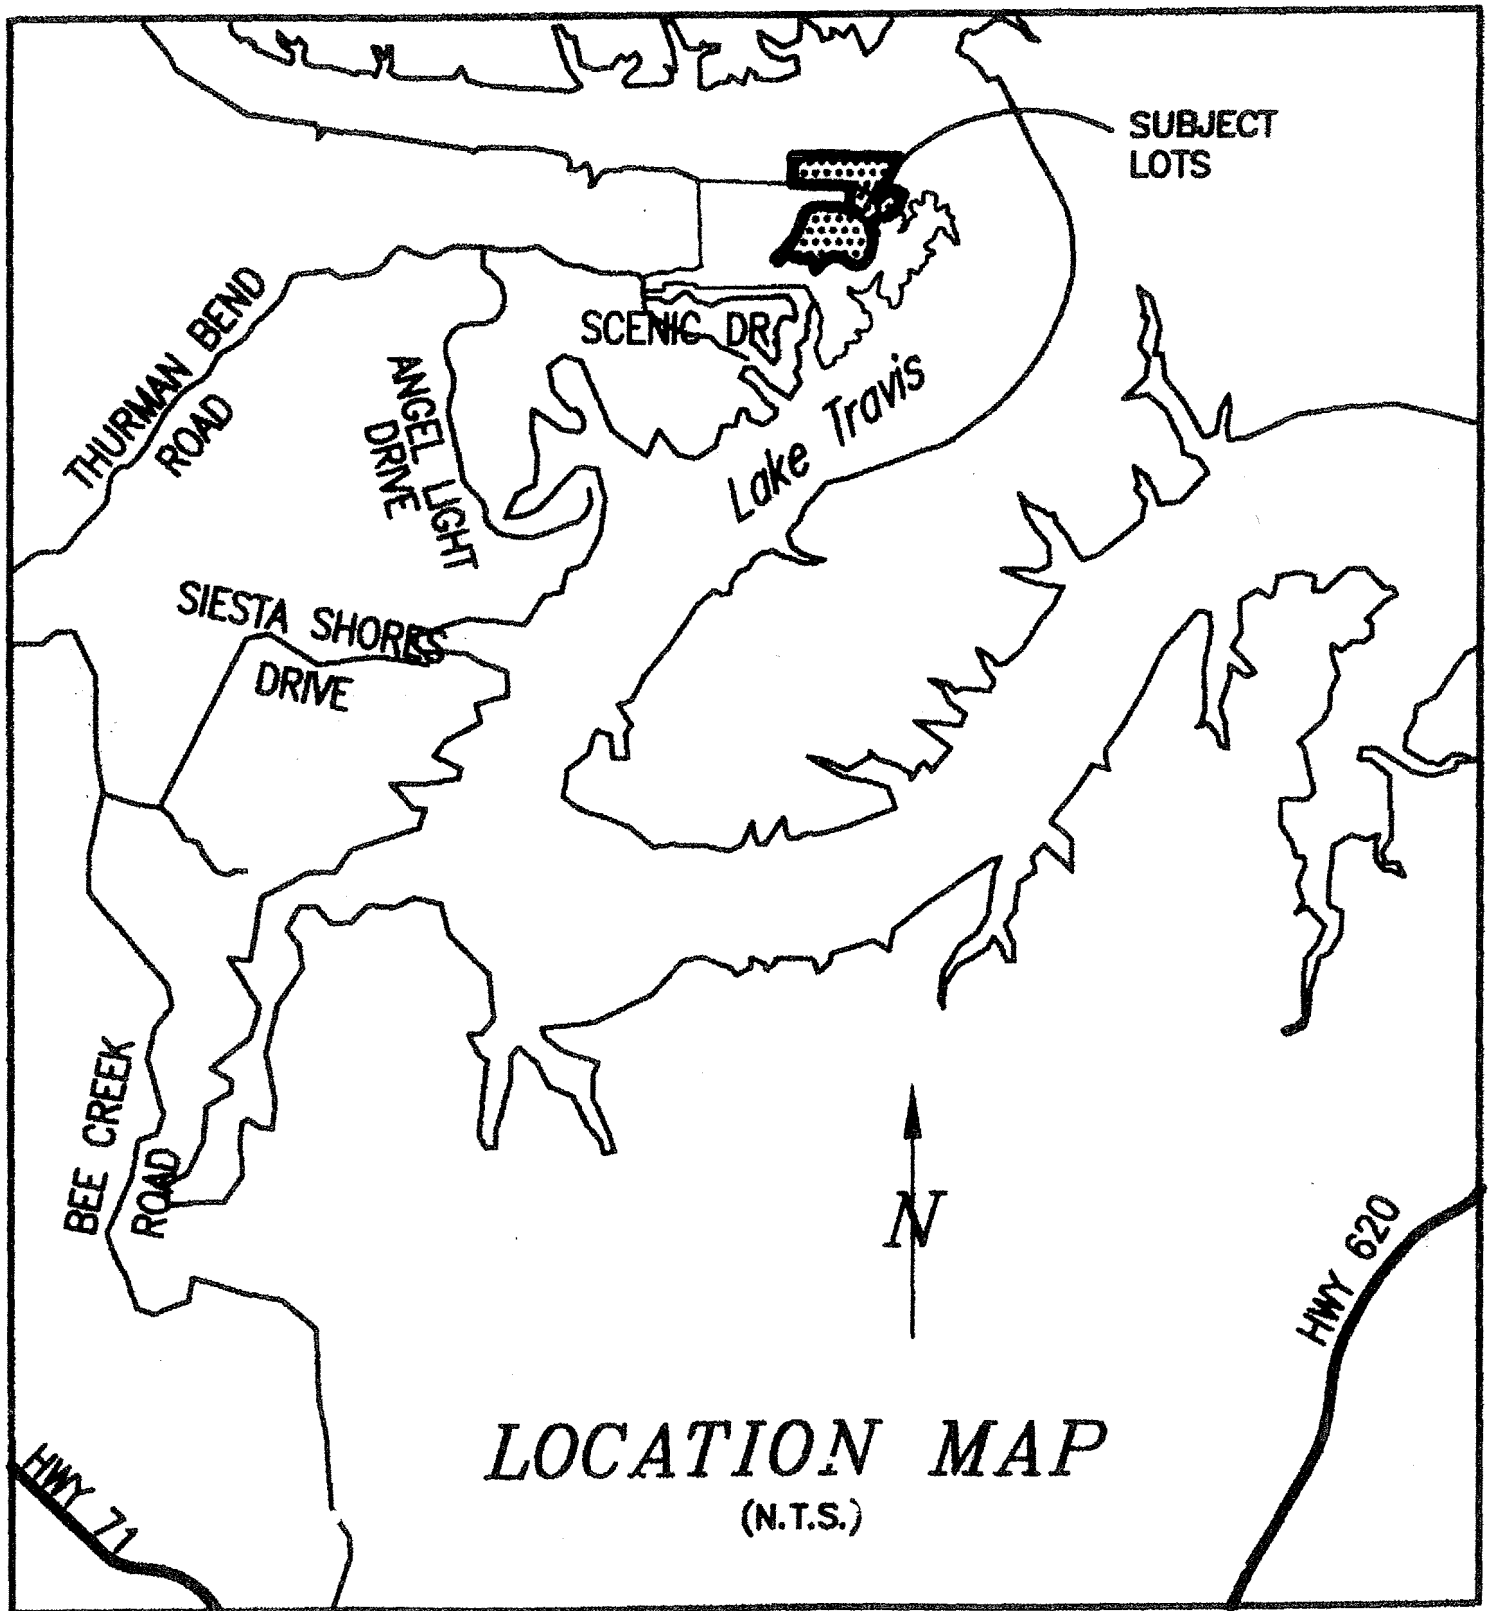 SUBJECT
LOTS
THURMAN BEND
ROAD
SCENIC DR.
ANGEL LIGHT
DRIVE
Lake Travis
SIESTA SHORES
DRIVE
BEE CREEK
ROAD
N
HWY 620
HWY 71
LOCATION MAP
(N.T.S.)